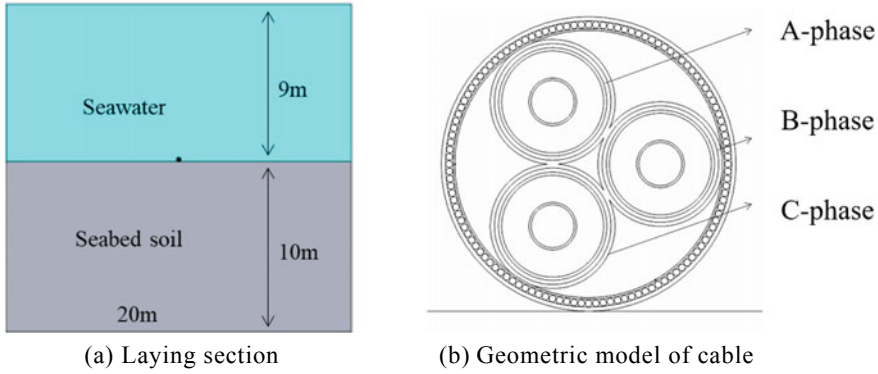 9m
Seawater
Seabed soil
10m
20m
A-phase
B-phase
C-phase
(a) Laying section
(b) Geometric model of cable